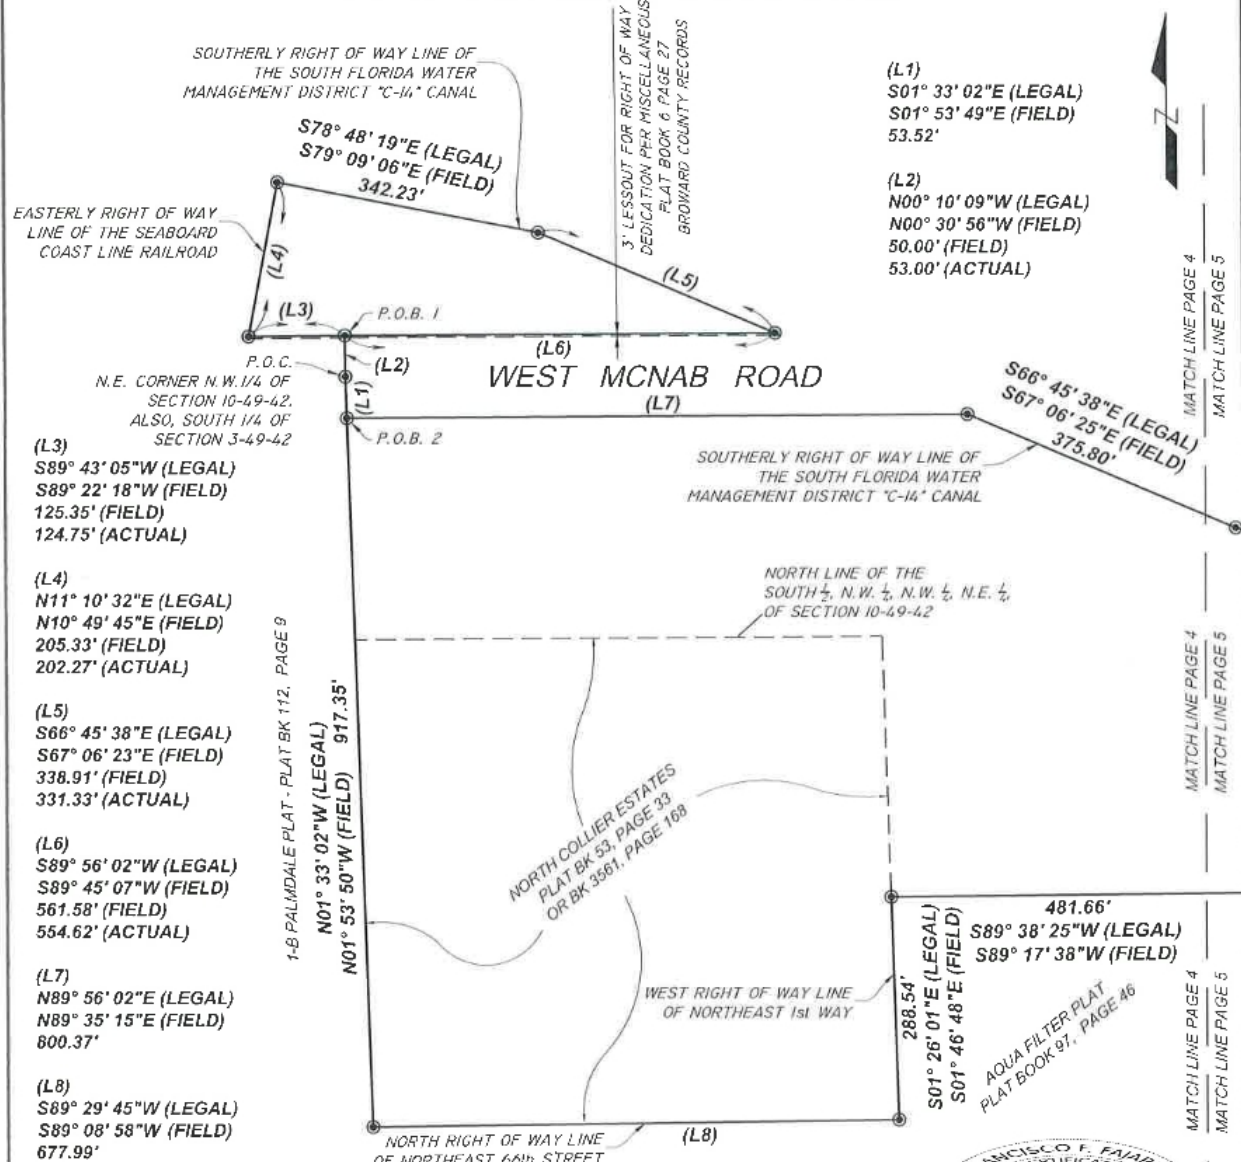 SOUTHERLY RIGHT OF WAY LINE OF
THE SOUTH FLORIDA WATER
MANAGEMENT DISTRICT "C-14" CANAL
S78° 48' 19"E (LEGAL)
S79° 09' 06"E (FIELD)
342.23'
3' LESSOUT FOR RIGHT OF WAY
DEDICATION PER MISCELLANEOUS
PLAT BOOK 6 PAGE 27
BROWARD COUNTY RECORDS
(L1)
S01° 33' 02"E (LEGAL)
S01° 53' 49"E (FIELD)
53.52'
(L2)
N00° 10' 09"W (LEGAL)
N00° 30' 56"W (FIELD)
50.00' (FIELD)
53.00' (ACTUAL)
N
EASTERLY RIGHT OF WAY
LINE OF THE SEABOARD
COAST LINE RAILROAD
(L4)
(L3)
P.O.B. 1
(L5)
(L6)
(L2)
P.O.C.
N.E. CORNER N.W.1/4 OF
SECTION 10-49-42.
ALSO, SOUTH 1/4 OF
SECTION 3-49-42
(L1)
P.O.B. 2
WEST MCNAB ROAD
(L7)
S66° 45' 38"E (LEGAL)
S67° 06' 25"E (FIELD)
375.80'
MATCH LINE PAGE 4
MATCH LINE PAGE 5
SOUTHERLY RIGHT OF WAY LINE OF
THE SOUTH FLORIDA WATER
MANAGEMENT DISTRICT "C-14" CANAL
(L3)
S89° 43' 05"W (LEGAL)
S89° 22' 18"W (FIELD)
125.35' (FIELD)
124.75' (ACTUAL)
(L4)
N11° 10' 32"E (LEGAL)
N10° 49' 45"E (FIELD)
205.33' (FIELD)
202.27' (ACTUAL)
(L5)
S66° 45' 38"E (LEGAL)
S67° 06' 23"E (FIELD)
338.91' (FIELD)
331.33' (ACTUAL)
(L6)
S89° 56' 02"W (LEGAL)
S89° 45' 07"W (FIELD)
561.58' (FIELD)
554.62' (ACTUAL)
(L7)
N89° 56' 02"E (LEGAL)
N89° 35' 15"E (FIELD)
800.37'
(L8)
S89° 29' 45"W (LEGAL)
S89° 08' 58"W (FIELD)
677.99'
1-B PALMDALE PLAT - PLAT BK 112, PAGE 9
N01° 33' 02"W (LEGAL)
N01° 53' 50"W (FIELD) 917.35'
NORTH LINE OF THE
SOUTH ½, N.W. ¼, N.W. ¼, N.E. ¼,
OF SECTION 10-49-42
MATCH LINE PAGE 4
MATCH LINE PAGE 5
NORTH COLLIER ESTATES
PLAT BK 53, PAGE 33
OR BK 3561, PAGE 168
481.66'
S89° 38' 25"W (LEGAL)
S89° 17' 38"W (FIELD)
WEST RIGHT OF WAY LINE
OF NORTHEAST 1st WAY
288.54'
S01° 26' 01"E (LEGAL)
S01° 46' 48"E (FIELD)
AQUA FILTER PLAT
PLAT BOOK 97, PAGE 46
MATCH LINE PAGE 4
MATCH LINE PAGE 5
NORTH RIGHT OF WAY LINE
OF NORTHEAST 66th STREET
(L8)